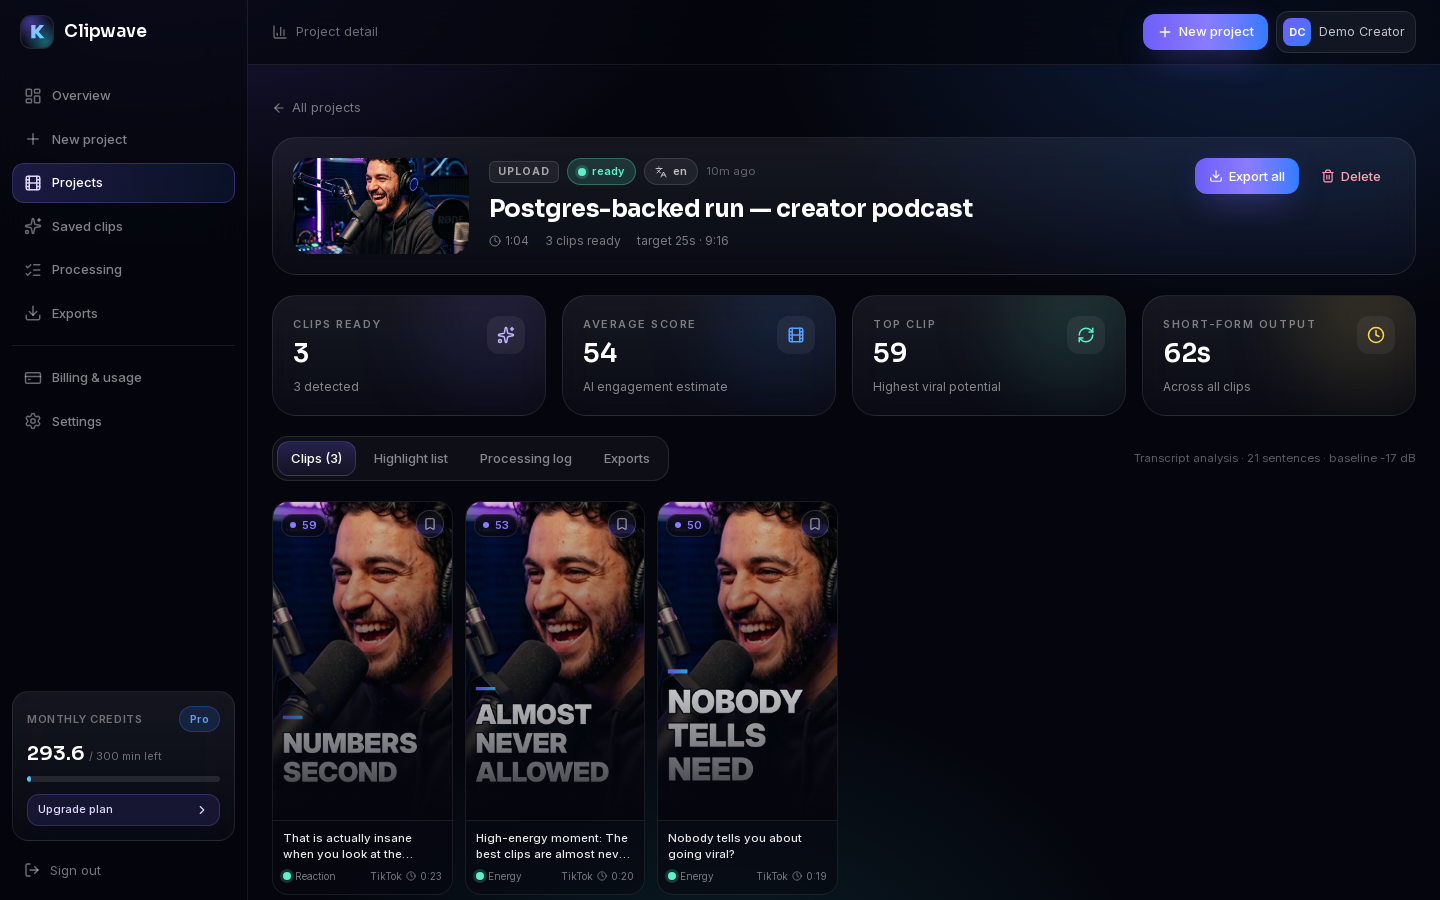 K
Clipwave
Project detail
New project
DC
Demo Creator
Overview
New project
Projects
Saved clips
Processing
Exports
Billing & usage
Settings
MONTHLY CREDITS
Pro
293.6 / 300 min left
Upgrade plan
Sign out
All projects
UPLOAD
ready
en
10m ago
Export all
Delete
Postgres-backed run — creator podcast
1:04
3 clips ready
target 25s · 9:16
CLIPS READY
3
3 detected
AVERAGE SCORE
54
AI engagement estimate
TOP CLIP
59
Highest viral potential
SHORT-FORM OUTPUT
62s
Across all clips
Clips (3)
Highlight list
Processing log
Exports
Transcript analysis · 21 sentences · baseline -17 dB
59
NUMBERS
SECOND
That is actually insane
when you look at the…
Reaction
TikTok
0:23
53
ALMOST
NEVER
ALLOWED
High-energy moment: The
best clips are almost nev…
Energy
TikTok
0:20
50
NOBODY
TELLS
NEED
Nobody tells you about
going viral?
Energy
TikTok
0:19